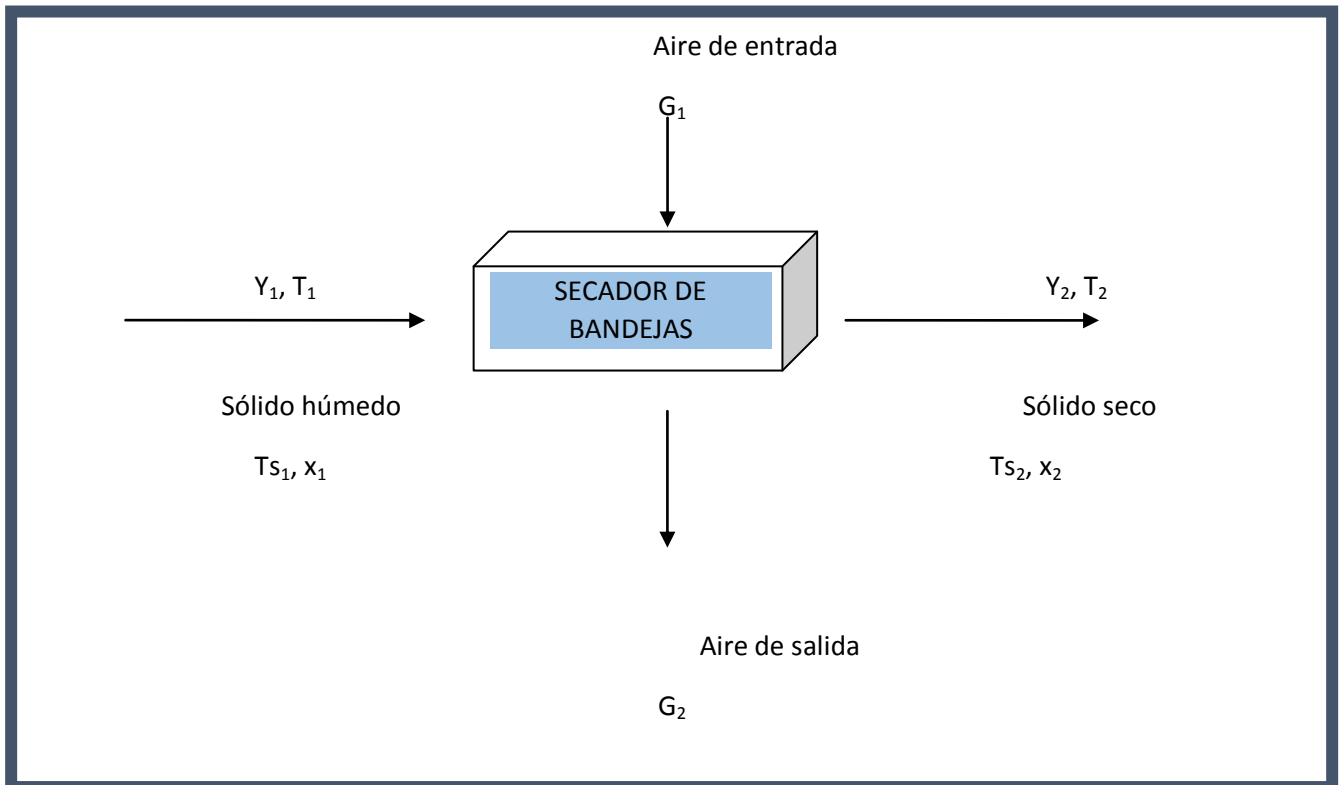 Aire de entrada
G₁
Y₁, T₁
SECADOR DE
BANDEJAS
Y₂, T₂
Sólido húmedo
Sólido seco
Ts₁, x₁
Ts₂, x₂
Aire de salida
G₂